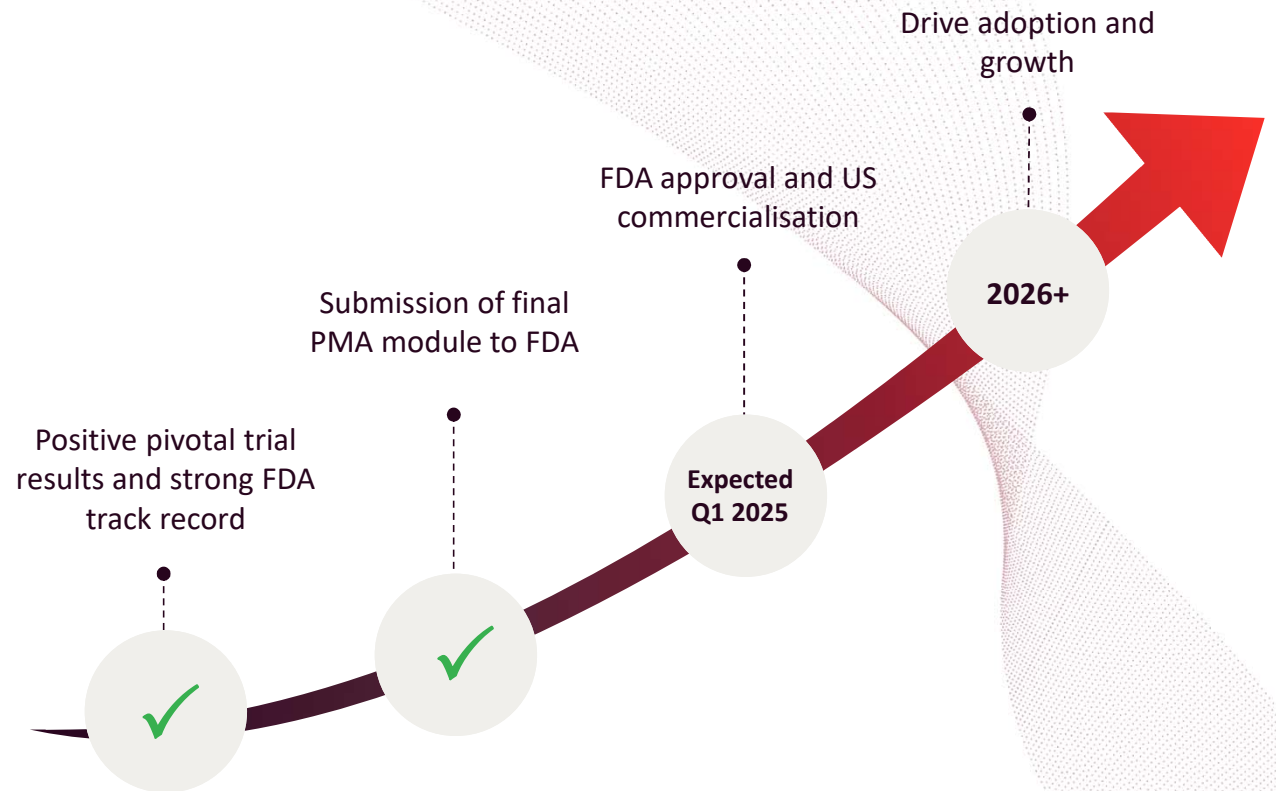 Drive adoption and
growth
FDA approval and US
commercialisation
2026+
Submission of final
PMA module to FDA
Positive pivotal trial
results and strong FDA
track record
Expected
Q1 2025